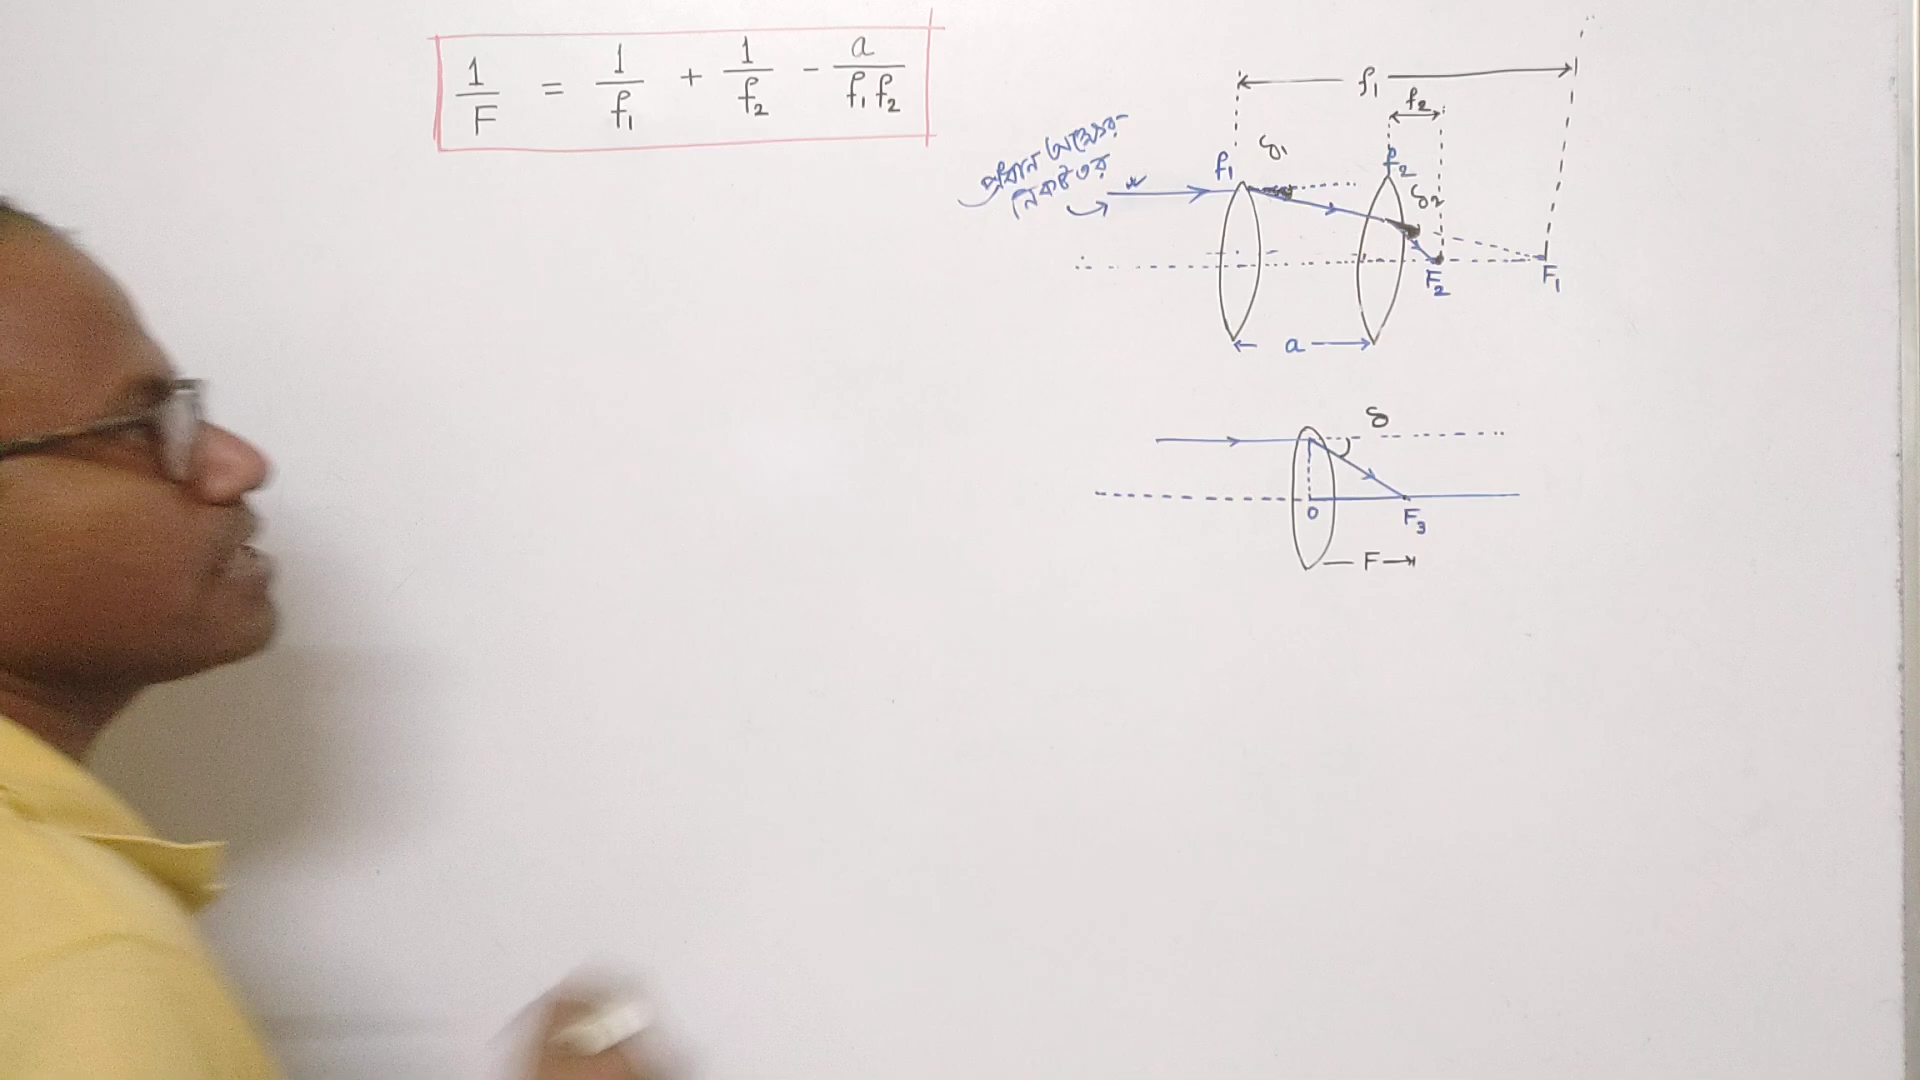 1/F = 1/f₁ + 1/f₂ - a/f₁f₂
f₁
f₂
প্রধান অক্ষের
নিকটতর
f₁
δ₁
f₂
δ₂
F₂
F₁
a
δ
O
F₃
F